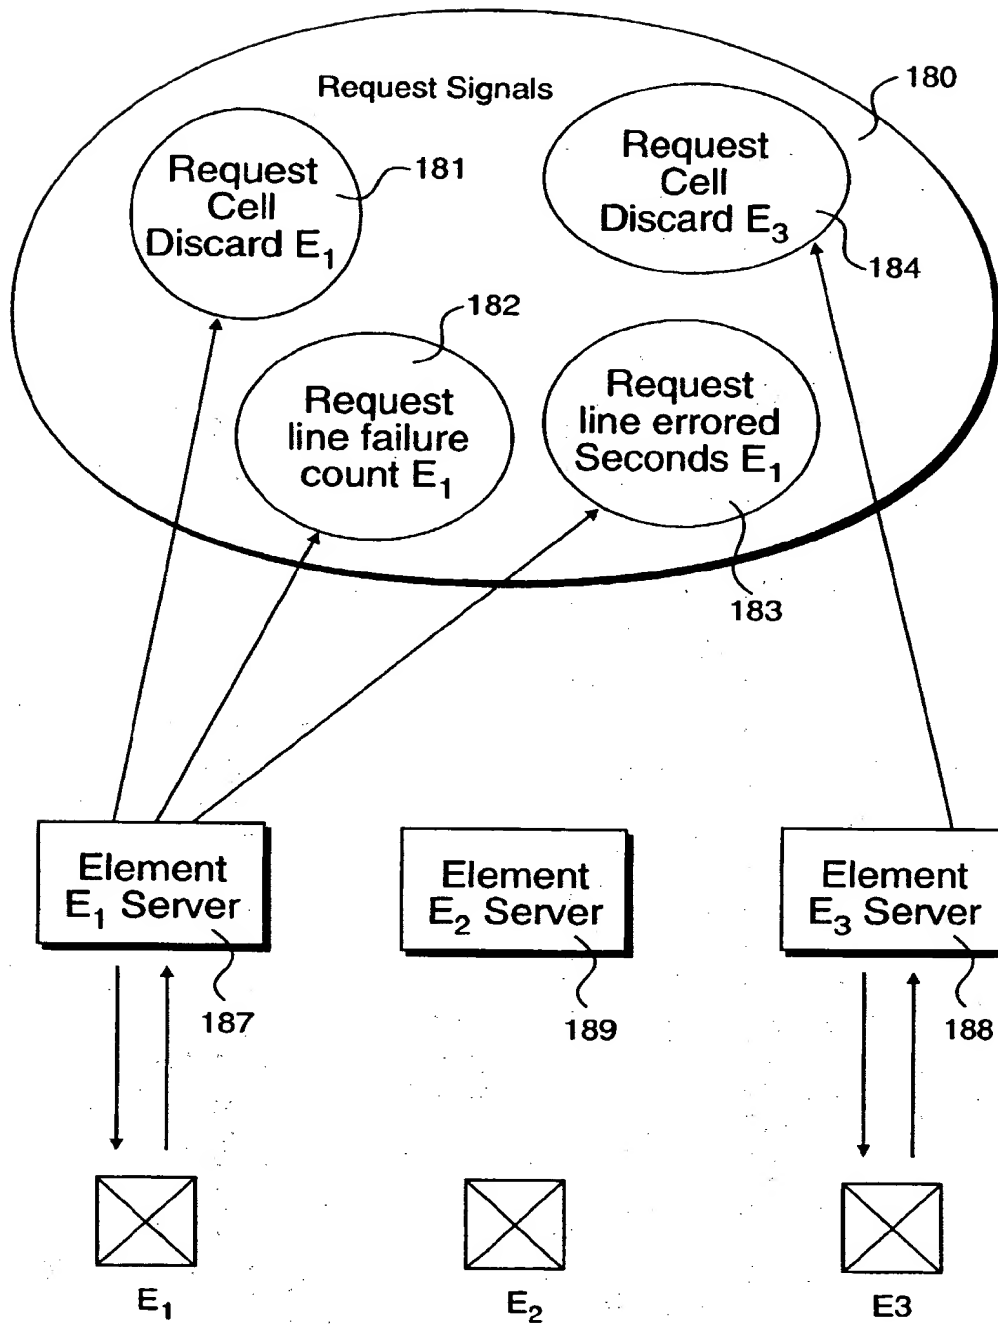 Request Signals
180
Request
Cell
Discard E₁
181
Request
Cell
Discard E₃
184
182
Request
line failure
count E₁
Request
line errored
Seconds E₁
183
Element
E₁ Server
187
Element
E₂ Server
189
Element
E₃ Server
188
E₁
E₂
E3